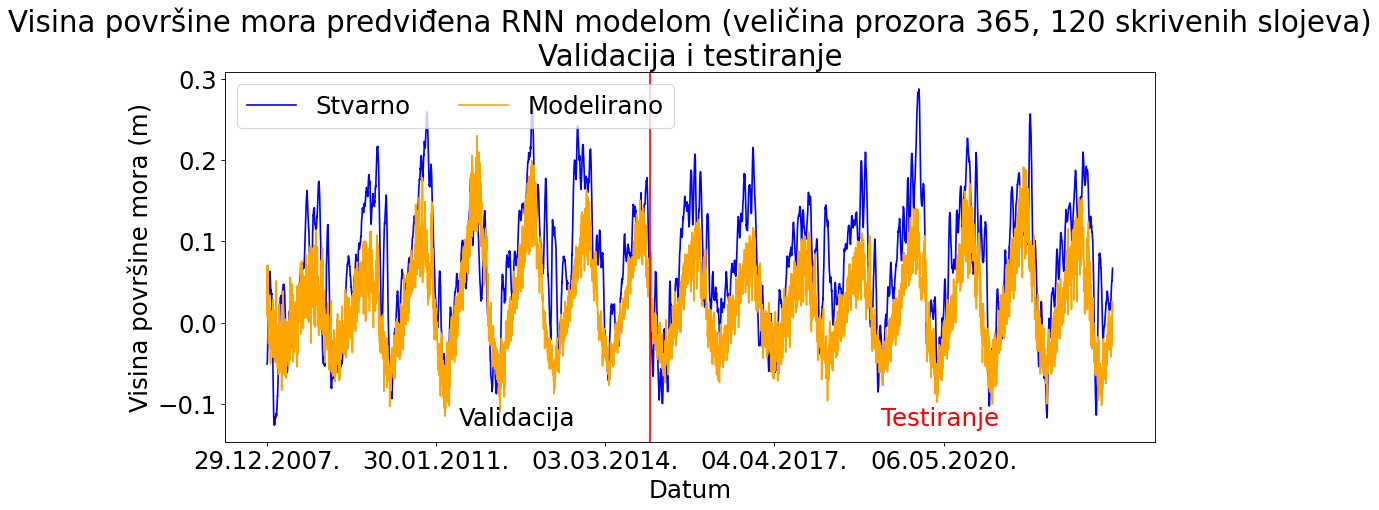 Visina površine mora predviđena RNN modelom (veličina prozora 365, 120 skrivenih slojeva)
Validacija i testiranje
Stvarno Modelirano
Visina površine mora (m)
0.3
0.2
0.1
0.0
−0.1
Validacija Testiranje
29.12.2007. 30.01.2011. 03.03.2014. 04.04.2017. 06.05.2020.
Datum